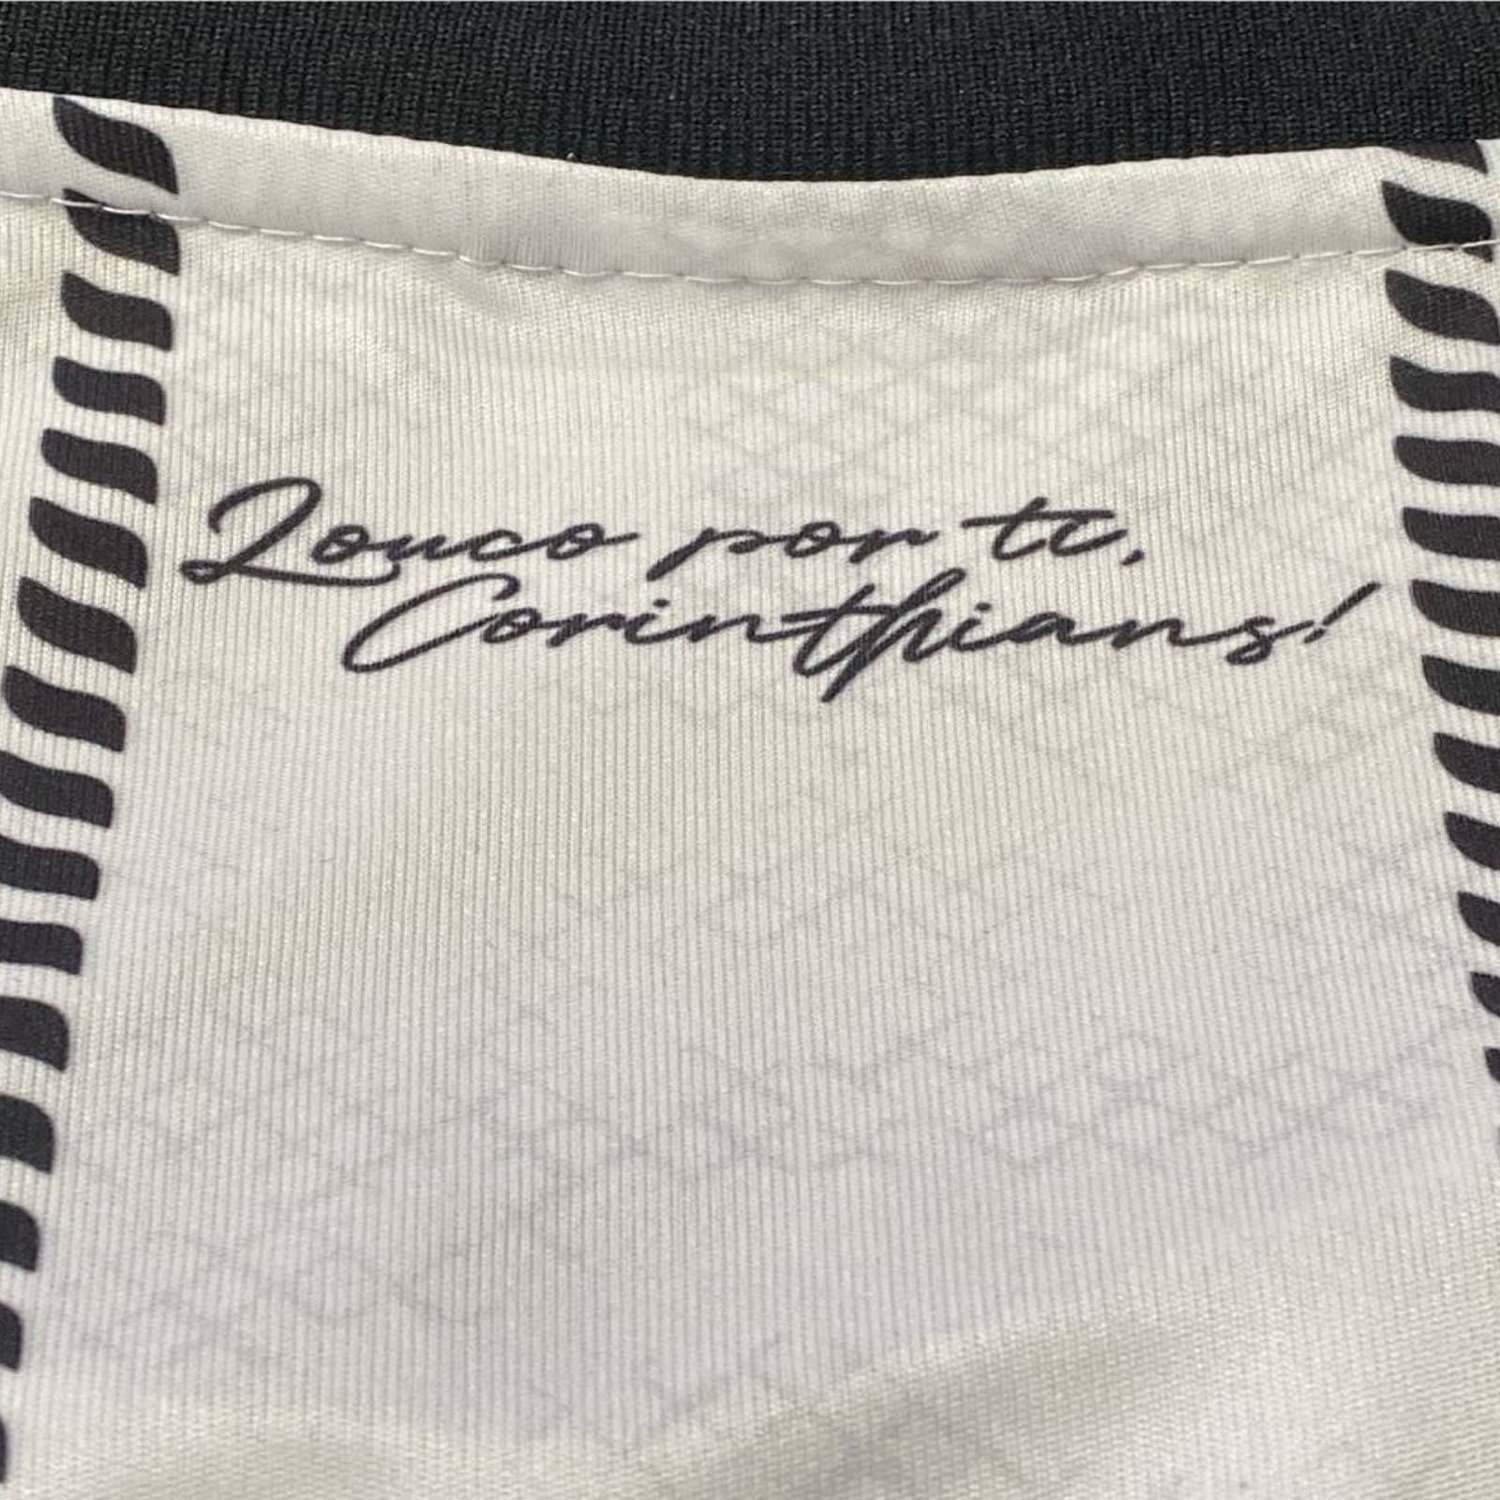 Louco por ti,
Corinthians!